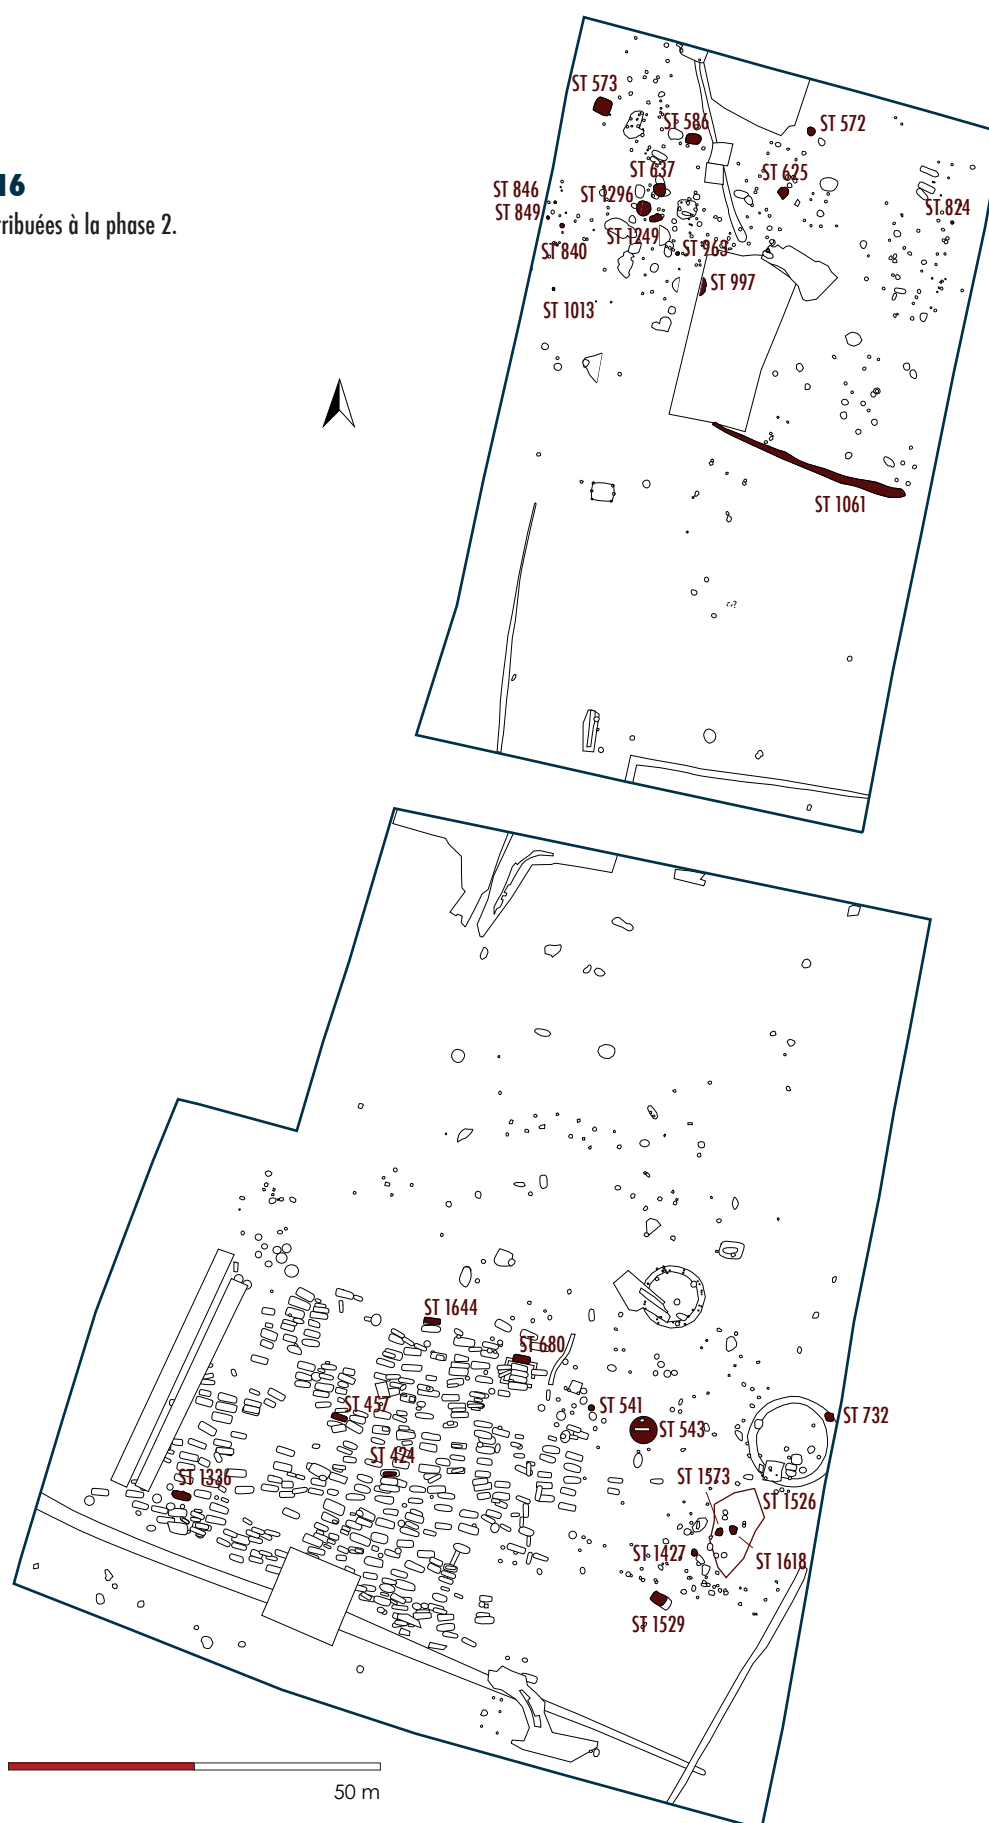 16
ribuées à la phase 2.
ST 573
ST 586
ST 572
ST 637
ST 625
ST 846
ST 1296
ST 849
ST 824
ST 1249
ST 840
ST 963
ST 997
ST 1013
ST 1061
c₇?
ST 1644
ST 680
ST 457
ST 541
ST 732
ST 543
ST 424
ST 1336
ST 1573
ST 1526
ST 1427
ST 1618
ST 1529
50 m